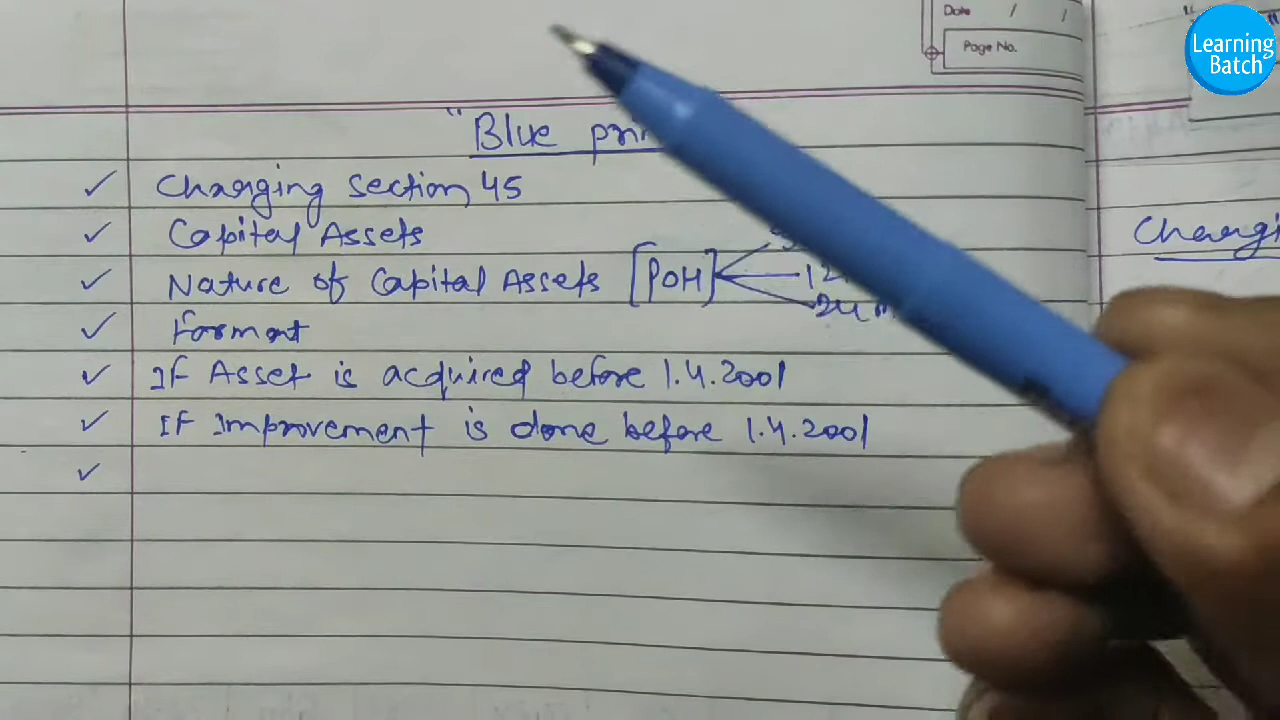 Date / /
Page No.
Learning
Batch
"Blue
Charging section 45
Capital Assets
Nature of Capital Assets [POH]
Format
If Asset is acquired before 1.4.2001
If Improvement is done before 1.4.2001